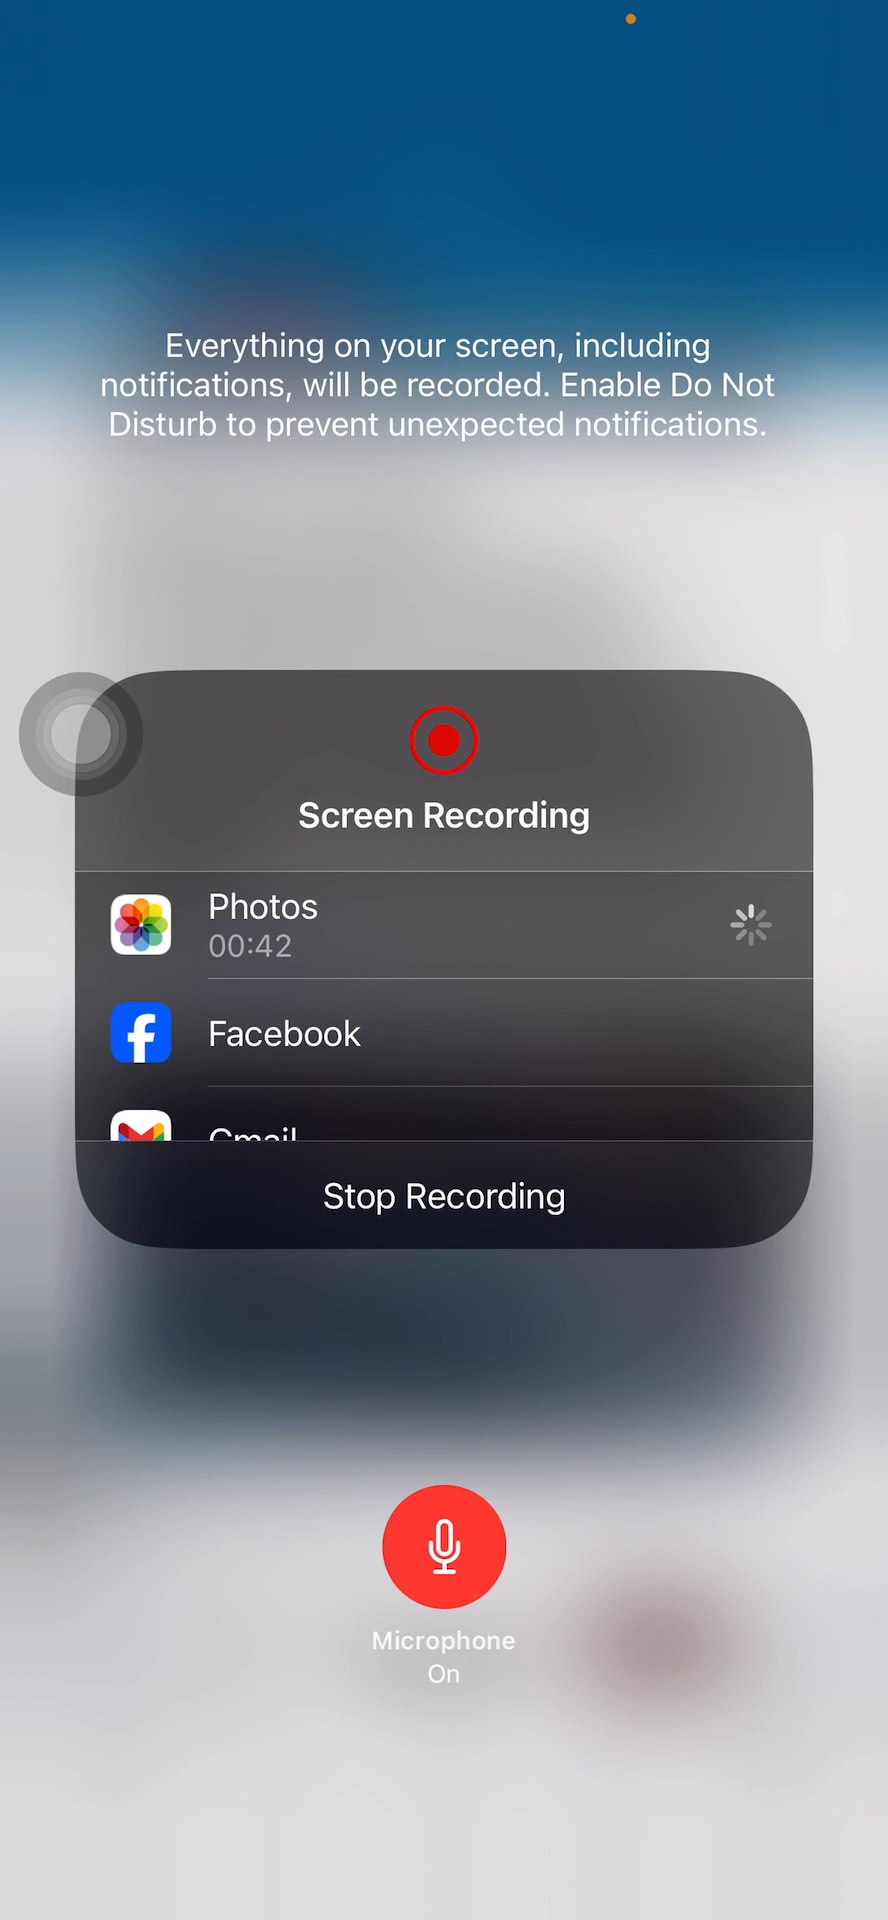 Everything on your screen, including
notifications, will be recorded. Enable Do Not
Disturb to prevent unexpected notifications.
Screen Recording
Photos
00:42
Facebook
Gmail
Stop Recording
Microphone
On